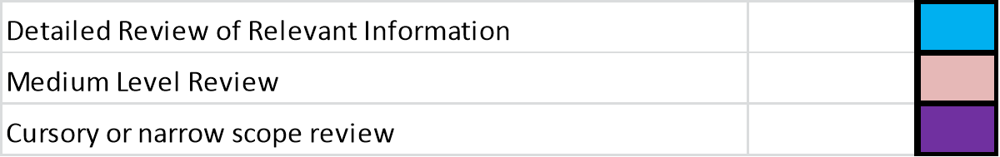 Detailed Review of Relevant Information
Medium Level Review
Cursory or narrow scope review